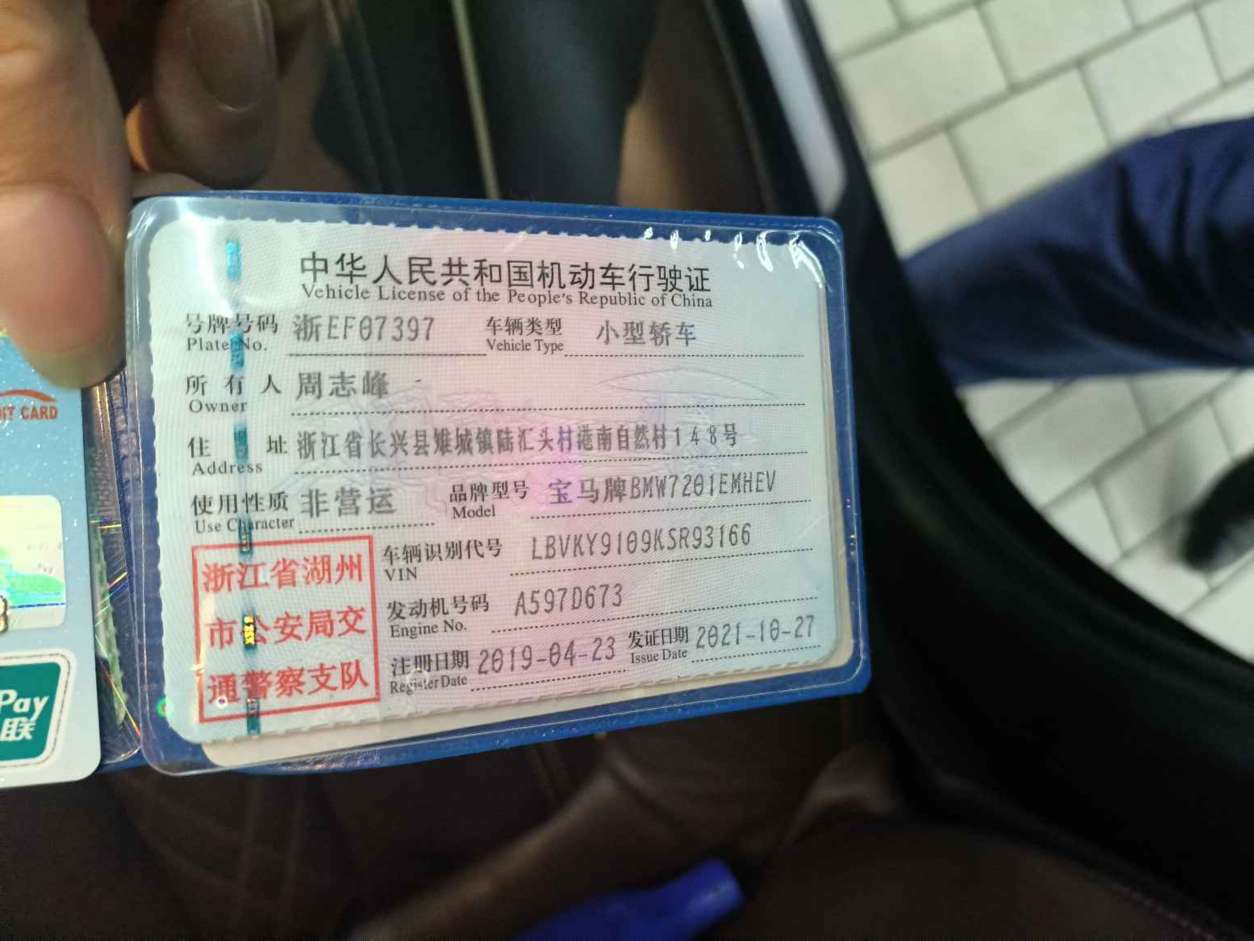 中华人民共和国机动车行驶证
Vehicle License of the People's Republic of China
号牌号码 浙EF07397 车辆类型 小型轿车
Plate No. Vehicle Type
所有人 周志峰
Owner
住址 浙江省长兴县雉城镇陆汇头村港南自然村148号
Address
使用性质 非营运 品牌型号 宝马牌BMW7201EMHEV
Use Character Model
浙江省湖州
市公安局交
通警察支队
车辆识别代号 LBVKY9109KSR93166
VIN
发动机号码 A597D673
Engine No.
注册日期 2019-04-23 发证日期 2021-10-27
Register Date Issue Date
CARD
Pay
联